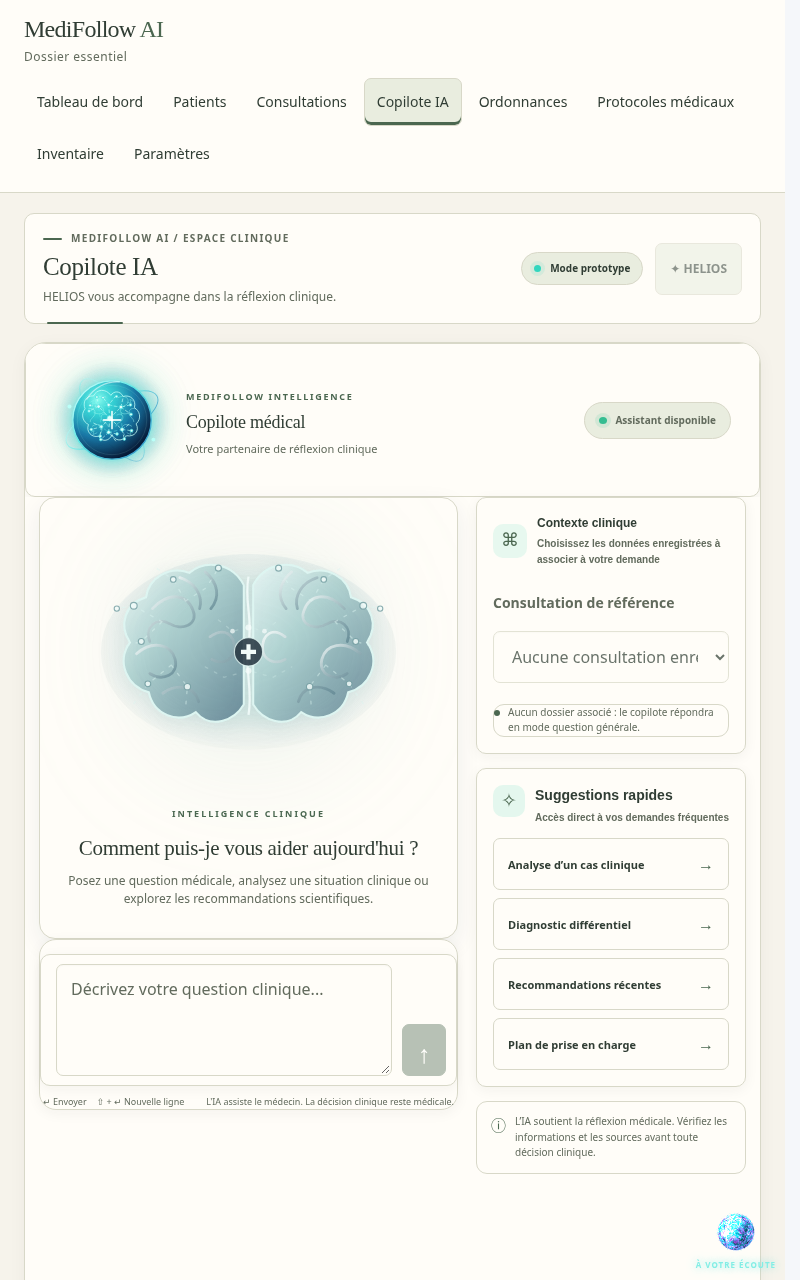 MediFollow AI
Dossier essentiel
Tableau de bord
Patients
Consultations
Copilote IA
Ordonnances
Protocoles médicaux
Inventaire
Paramètres
MEDIFOLLOW AI / ESPACE CLINIQUE
Copilote IA
HELIOS vous accompagne dans la réflexion clinique.
Mode prototype
✦ HELIOS
MEDIFOLLOW INTELLIGENCE
Copilote médical
Votre partenaire de réflexion clinique
Assistant disponible
INTELLIGENCE CLINIQUE
Comment puis-je vous aider aujourd'hui ?
Posez une question médicale, analysez une situation clinique ou
explorez les recommandations scientifiques.
Décrivez votre question clinique...
↑
↵ Envoyer ⇧ + ↵ Nouvelle ligne L'IA assiste le médecin. La décision clinique reste médicale.
⌘
Contexte clinique
Choisissez les données enregistrées à
associer à votre demande
Consultation de référence
Aucune consultation enre
Aucun dossier associé : le copilote répondra
en mode question générale.
✧
Suggestions rapides
Accès direct à vos demandes fréquentes
Analyse d’un cas clinique →
Diagnostic différentiel →
Recommandations récentes →
Plan de prise en charge →
ⓘ
L’IA soutient la réflexion médicale. Vérifiez les
informations et les sources avant toute
décision clinique.
À VOTRE ÉCOUTE